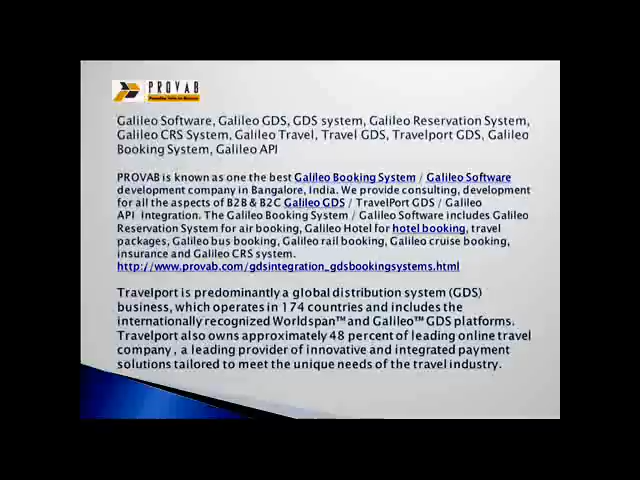 PROVAB
Galileo Software, Galileo GDS, GDS system, Galileo Reservation System,
Galileo CRS System, Galileo Travel, Travel GDS, Travelport GDS, Galileo
Booking System, Galileo API
PROVAB is known as one the best Galileo Booking System / Galileo Software
development company in Bangalore, India. We provide consulting, development
for all the aspects of B2B & B2C Galileo GDS / TravelPort GDS / Galileo
API Integration. The Galileo Booking System / Galileo Software includes Galileo
Reservation System for air booking, Galileo Hotel for hotel booking, travel
packages, Galileo bus booking, Galileo rail booking, Galileo cruise booking,
insurance and Galileo CRS system.
http://www.provab.com/gdsintegration_gdsbookingsystems.html
Travelport is predominantly a global distribution system (GDS)
business, which operates in 174 countries and includes the
internationally recognized Worldspan™ and Galileo™ GDS platforms.
Travelport also owns approximately 48 percent of leading online travel
company , a leading provider of innovative and integrated payment
solutions tailored to meet the unique needs of the travel industry.